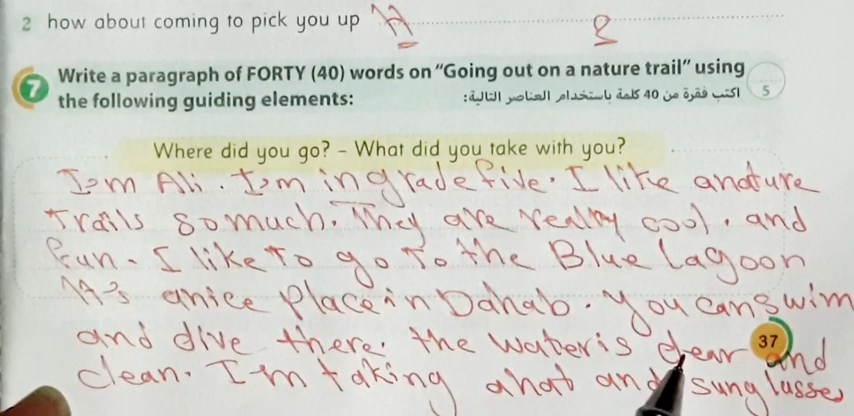 2 how about coming to pick you up H ?
7 Write a paragraph of FORTY (40) words on "Going out on a nature trail" using
the following guiding elements: اكتب فقرة من 40 كلمة باستخدام العناصر التالية:
5
Where did you go? - What did you take with you?
I'm Ali. I'm in grade five. I like anature
Trails so much. They are really cool. and
fun. I like To go To the Blue Lagoon
It's anice place in Dahab. You can swim
and dive there. the water is clear and
37
clean. I'm taking ahat and sunglasses